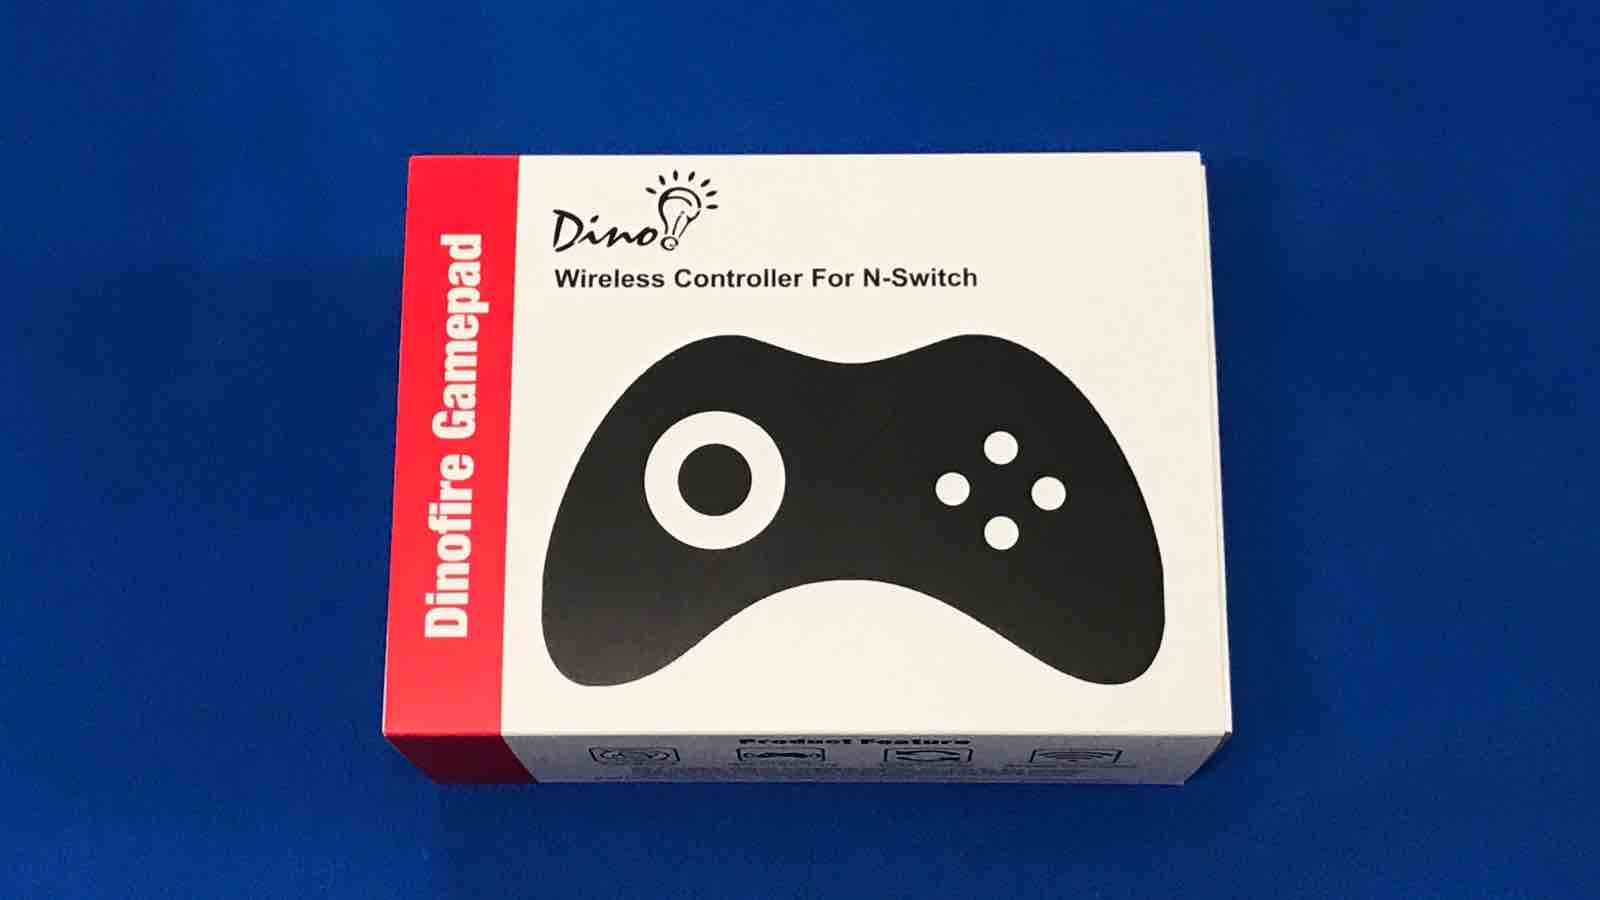 Dinofire Gamepad
Dino
Wireless Controller For N-Switch
Product Feature